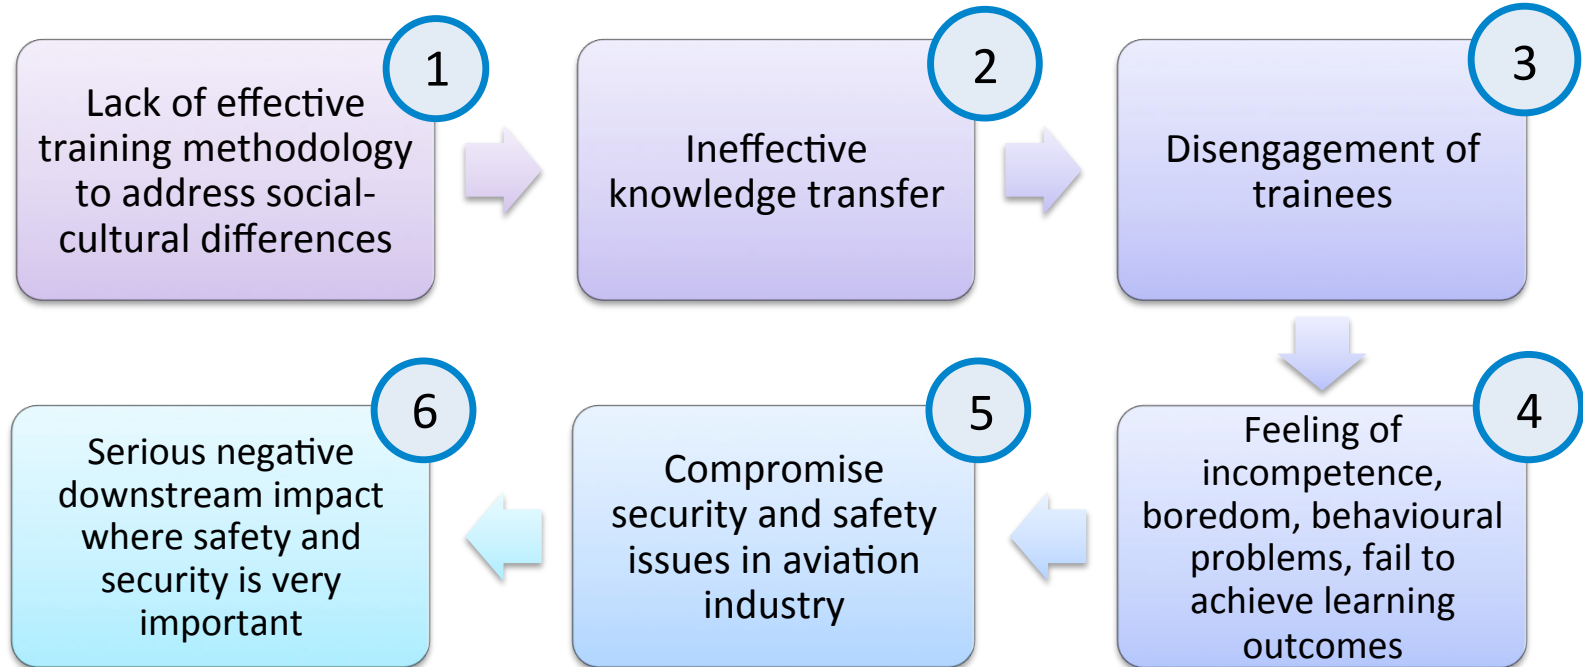 1
Lack of effective
training methodology
to address social-
cultural differences
2
Ineffective
knowledge transfer
3
Disengagement of
trainees
4
Feeling of
incompetence,
boredom, behavioural
problems, fail to
achieve learning
outcomes
5
Compromise
security and safety
issues in aviation
industry
6
Serious negative
downstream impact
where safety and
security is very
important